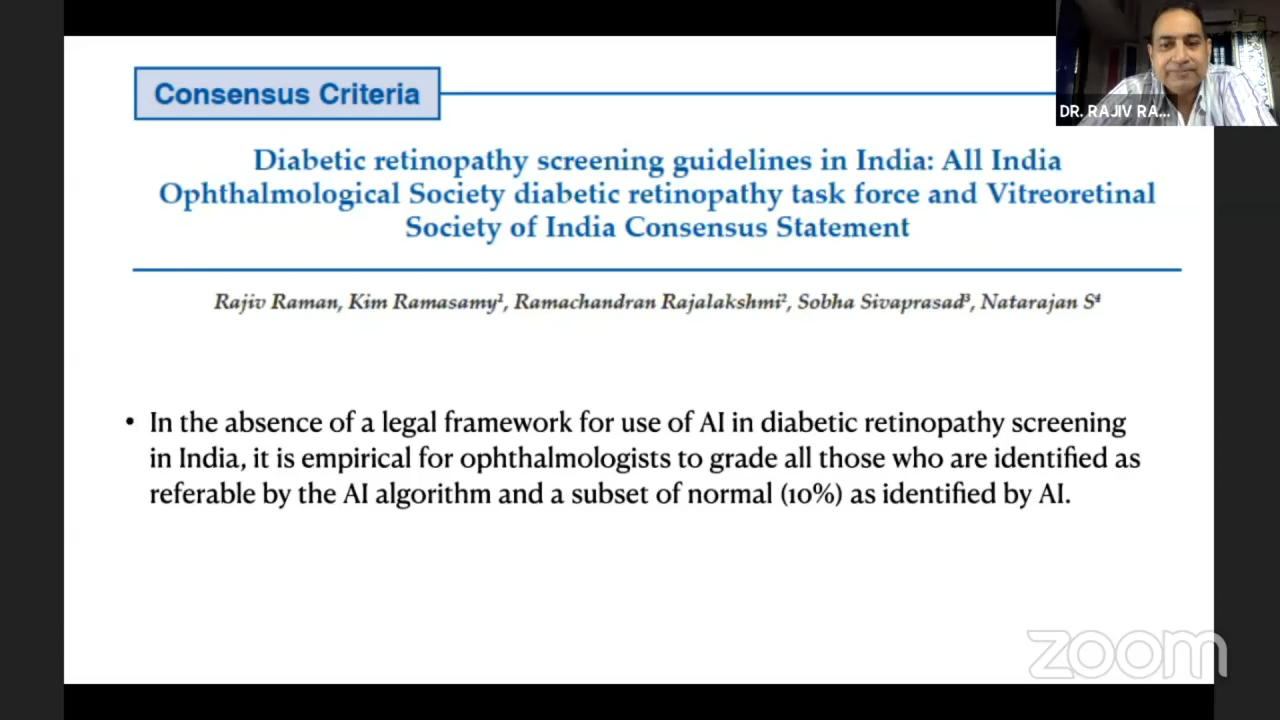 Consensus Criteria
DR. RAJIV RA...
Diabetic retinopathy screening guidelines in India: All India
Ophthalmological Society diabetic retinopathy task force and Vitreoretinal
Society of India Consensus Statement
Rajiv Raman, Kim Ramasamy¹, Ramachandran Rajalakshmi², Sobha Sivaprasad³, Natarajan S⁴
• In the absence of a legal framework for use of AI in diabetic retinopathy screening
in India, it is empirical for ophthalmologists to grade all those who are identified as
referable by the AI algorithm and a subset of normal (10%) as identified by AI.
zoom